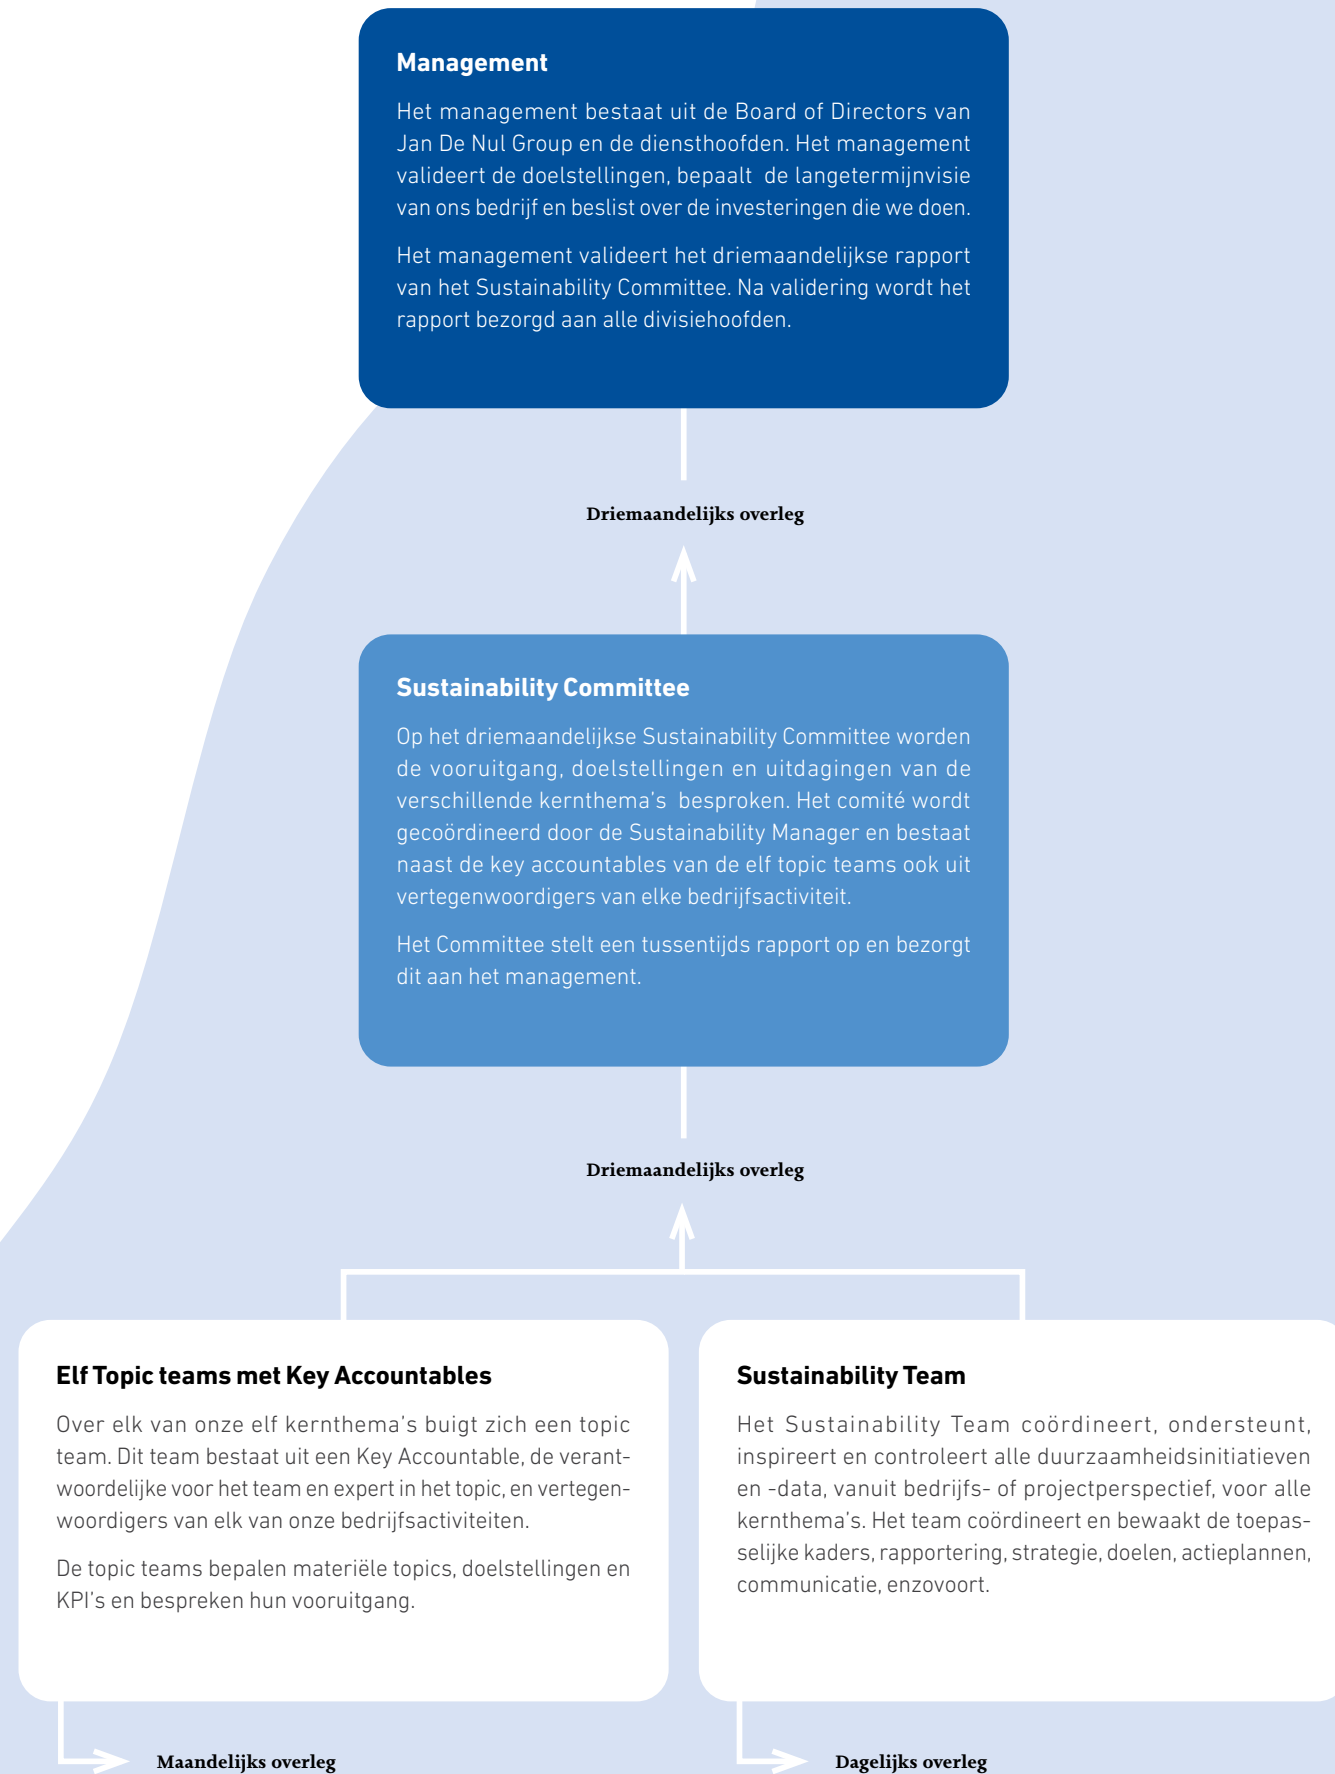 Management
Het management bestaat uit de Board of Directors van
Jan De Nul Group en de diensthoofden. Het management
valideert de doelstellingen, bepaalt de langetermijnvisie
van ons bedrijf en beslist over de investeringen die we doen.
Het management valideert het driemaandelijkse rapport
van het Sustainability Committee. Na validering wordt het
rapport bezorgd aan alle divisiehoofden.
Driemaandelijks overleg
Sustainability Committee
Op het driemaandelijkse Sustainability Committee worden
de vooruitgang, doelstellingen en uitdagingen van de
verschillende kernthema’s besproken. Het comité wordt
gecoördineerd door de Sustainability Manager en bestaat
naast de key accountables van de elf topic teams ook uit
vertegenwoordigers van elke bedrijfsactiviteit.
Het Committee stelt een tussentijds rapport op en bezorgt
dit aan het management.
Driemaandelijks overleg
Elf Topic teams met Key Accountables
Over elk van onze elf kernthema’s buigt zich een topic
team. Dit team bestaat uit een Key Accountable, de verant-
woordelijke voor het team en expert in het topic, en vertegen-
woordigers van elk van onze bedrijfsactiviteiten.
De topic teams bepalen materiële topics, doelstellingen en
KPI’s en bespreken hun vooruitgang.
Maandelijks overleg
Sustainability Team
Het Sustainability Team coördineert, ondersteunt,
inspireert en controleert alle duurzaamheidsinitiatieven
en -data, vanuit bedrijfs- of projectperspectief, voor alle
kernthema’s. Het team coördineert en bewaakt de toepas-
selijke kaders, rapportering, strategie, doelen, actieplannen,
communicatie, enzovoort.
Dagelijks overleg